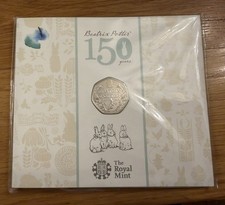 Beatrix Potter
150
years
The
Royal
Mint